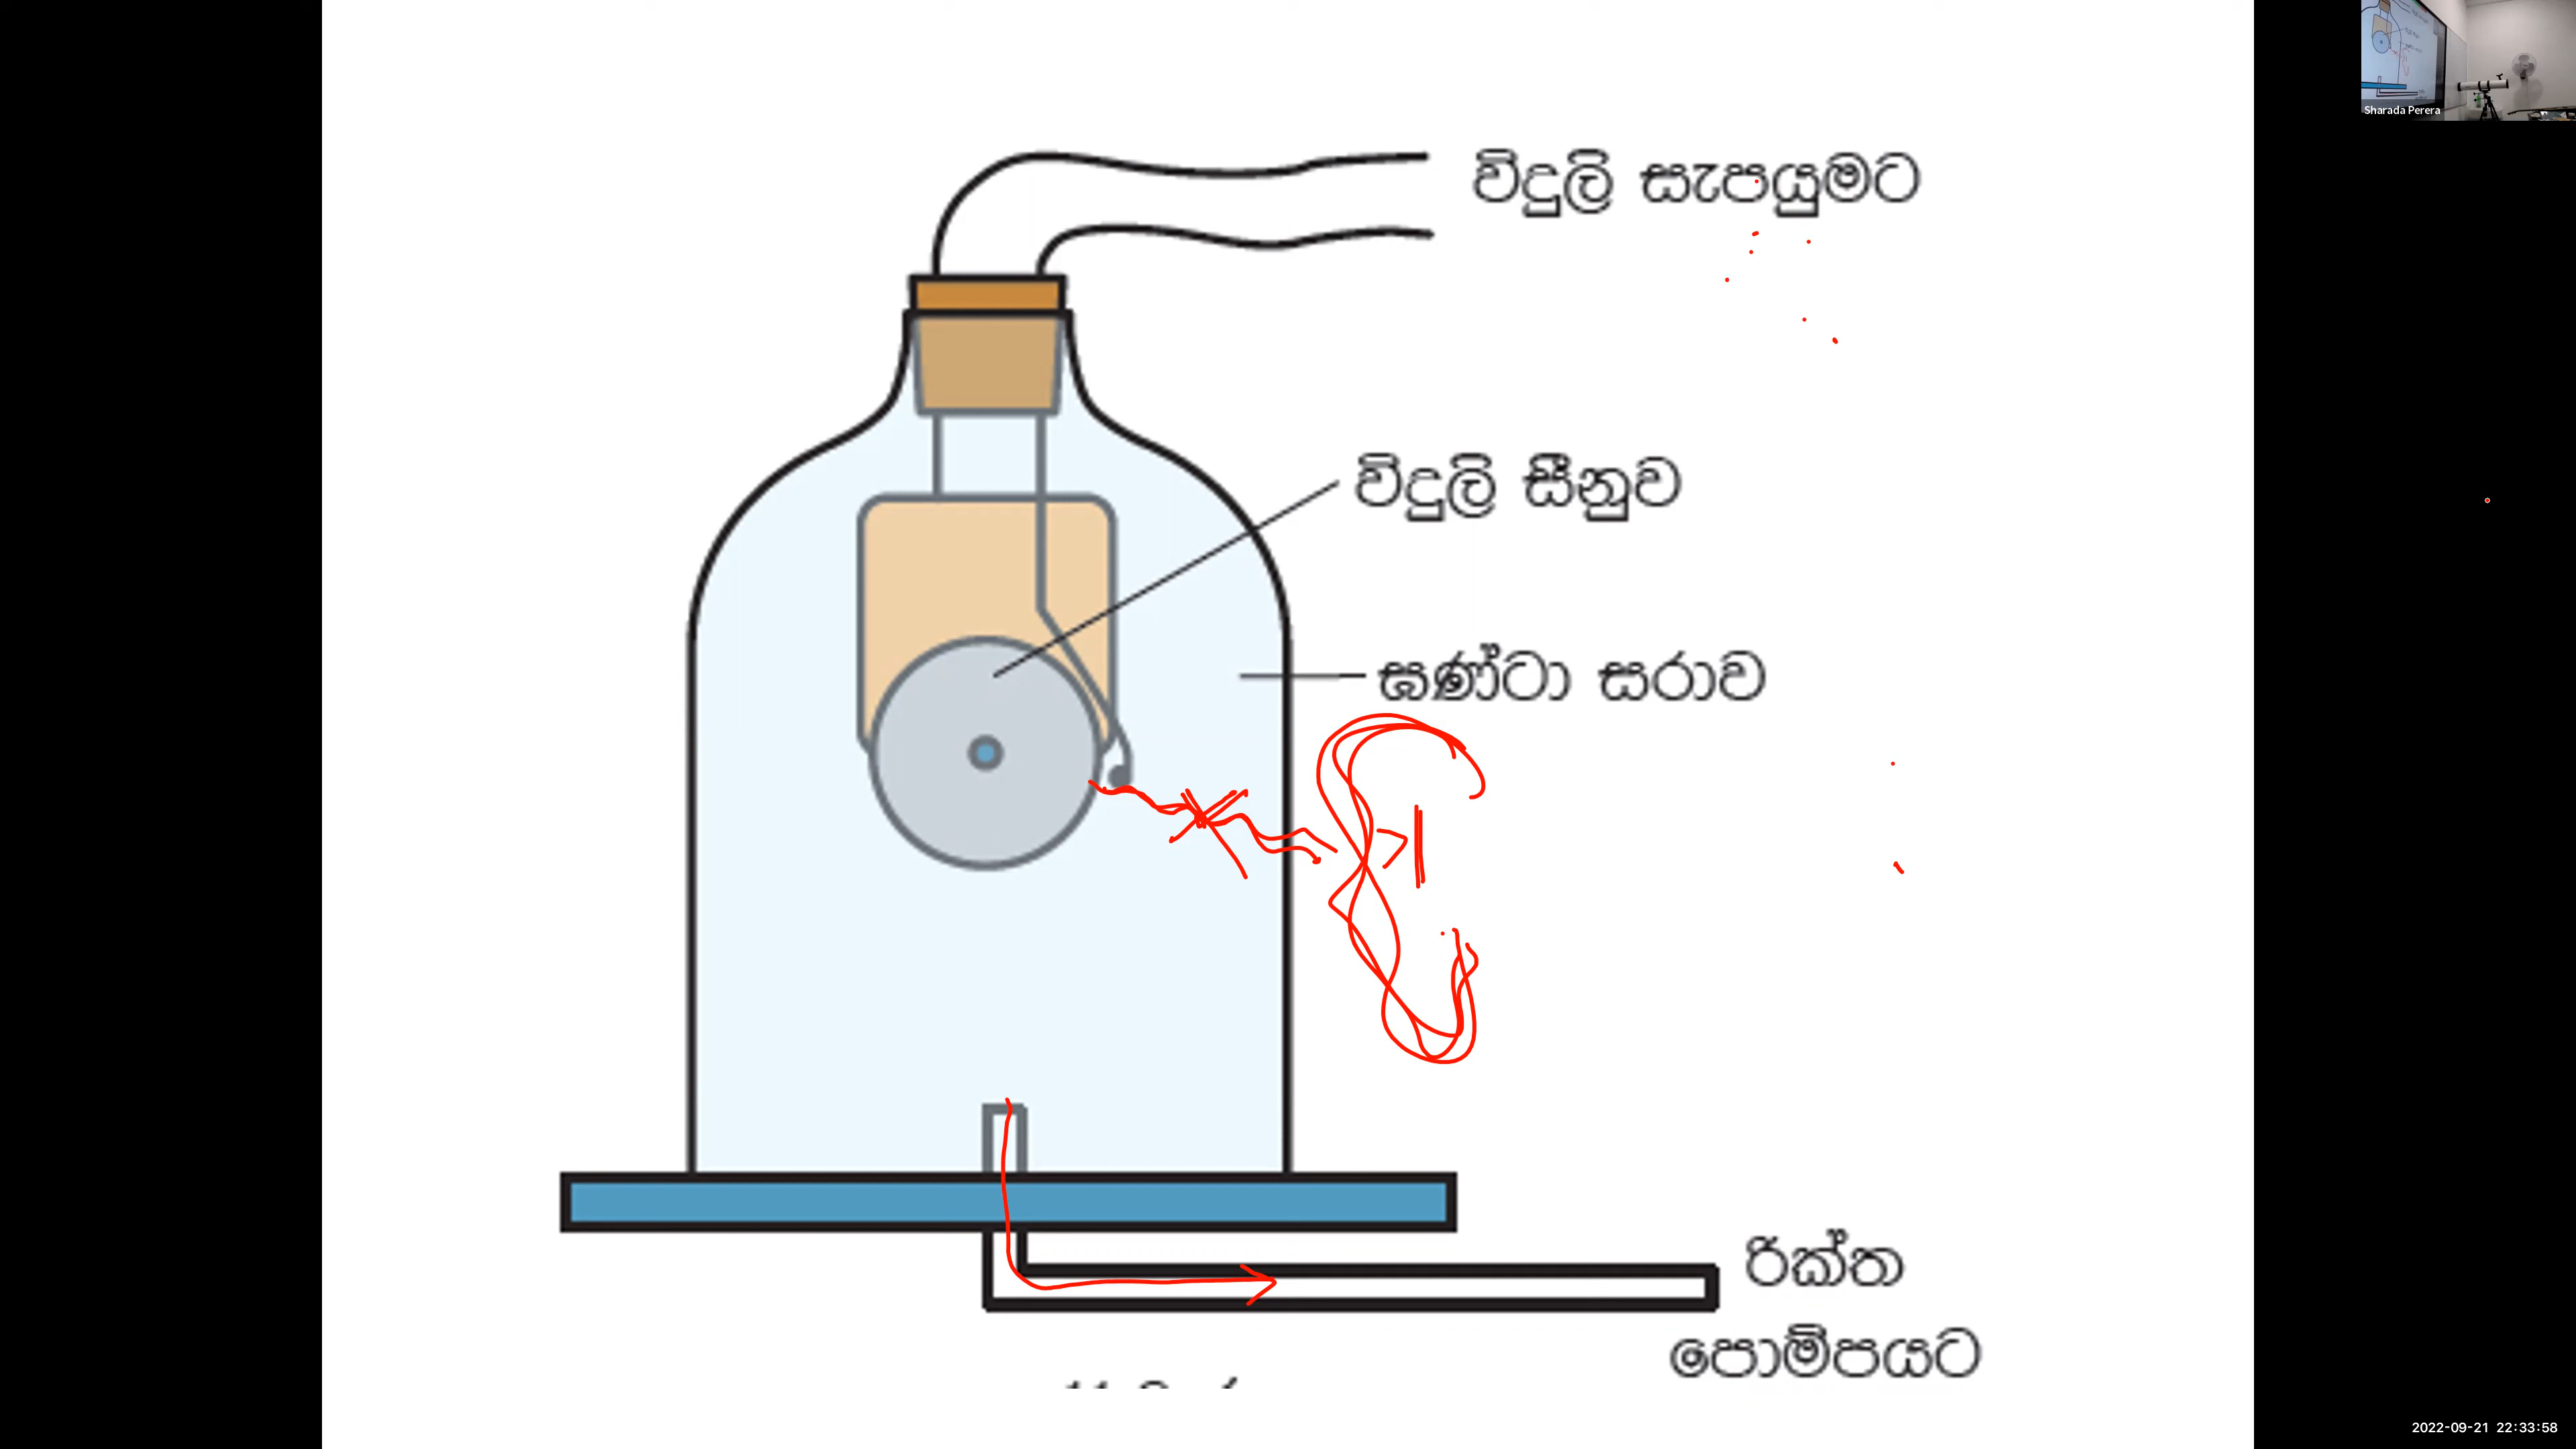 Sharada Perera
විදුලි සැපයුමට
විදුලි සීනුව
ඝණ්ටා සරාව
රික්ත
පොම්පයට
2022-09-21 22:33:58